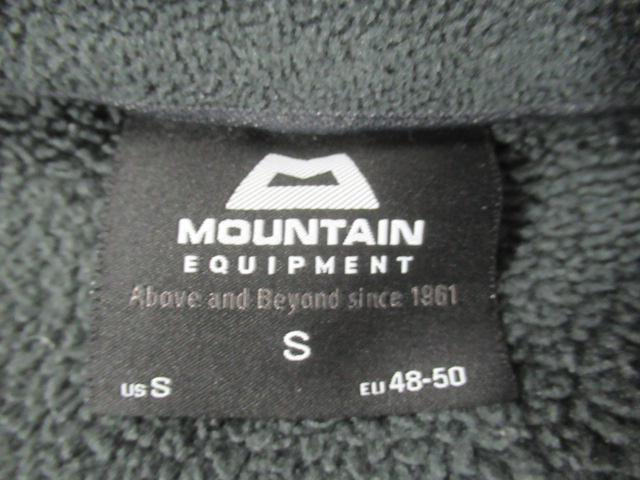 MOUNTAIN
EQUIPMENT
Above and Beyond since 1961
S
US S
EU 48-50